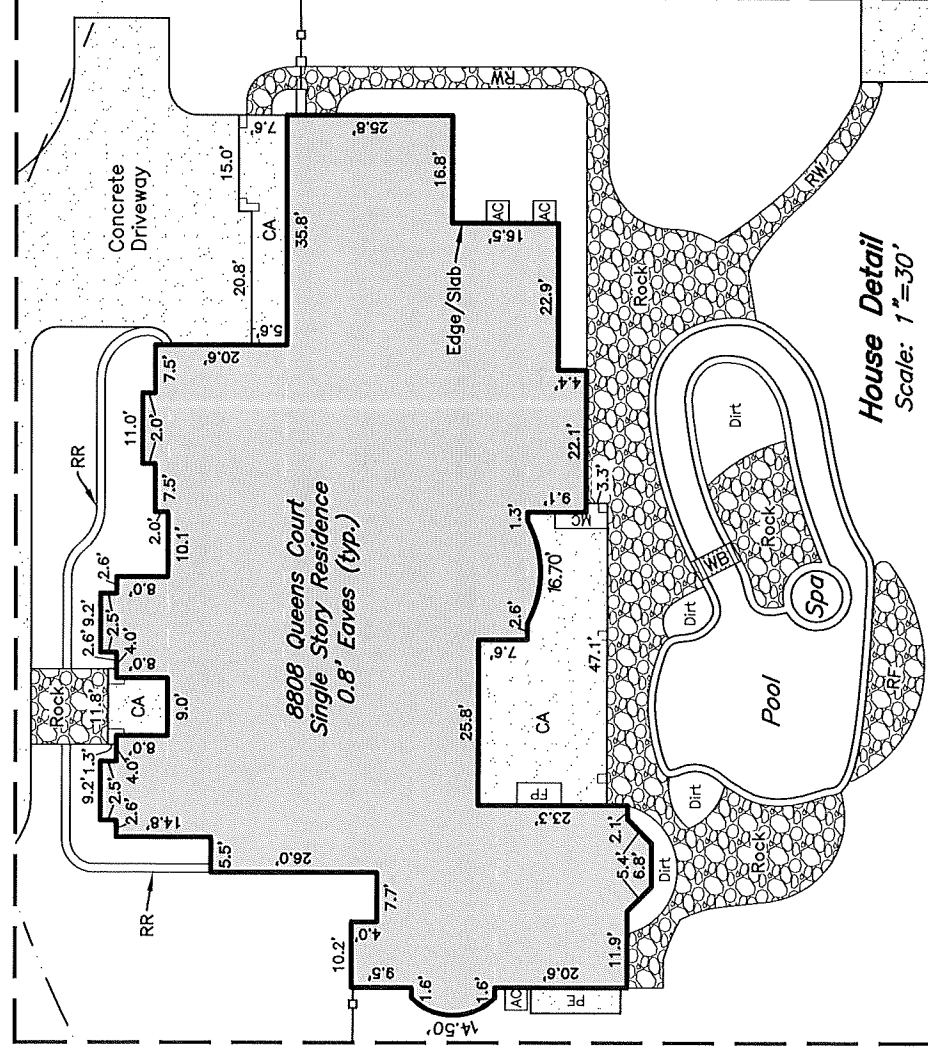 Concrete
Driveway
RR
RW
7.6'
15.0'
25.8'
CA
20.8'
35.8'
5.6'
16.8'
AC
AC
16.5'
Edge/Slab
22.9'
4.4'
22.1'
9.1'
3.3'
MC
1.3'
16.70'
2.6'
7.6'
47.1'
25.8'
CA
FP
23.3'
2.1'
5.4'
6.8'
Dirt
11.9'
20.6'
PE
AC
1.6'
1.6'
14.50'
9.5'
10.2'
4.0'
7.7'
26.0'
5.5'
RR
14.8'
2.6'
2.5'
9.2'
1.3'
4.0'
8.0'
Rock
11.8'
CA
9.0'
8.0'
4.0'
2.6'
2.5'
9.2'
2.6'
8.0'
10.1'
2.0'
7.5'
2.0'
11.0'
7.5'
20.6'
8808 Queens Court
Single Story Residence
0.8' Eaves (typ.)
Rock
RW
Dirt
Rock
WB
Dirt
Spa
Pool
RF
Dirt
Rock
House Detail
Scale: 1"=30'